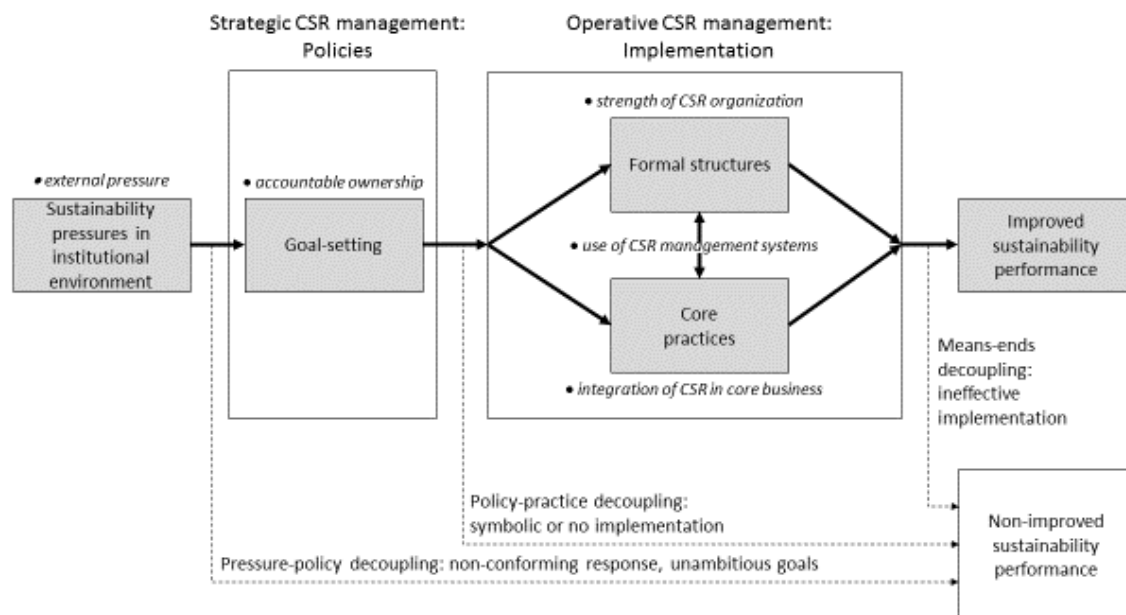 Strategic CSR management:
Policies
Operative CSR management:
Implementation
● strength of CSR organization
Formal structures
● external pressure
● accountable ownership
Sustainability
pressures in
institutional
environment
Goal-setting
● use of CSR management systems
Improved
sustainability
performance
Core
practices
● integration of CSR in core business
Means-ends
decoupling:
ineffective
implementation
Policy-practice decoupling:
symbolic or no implementation
Pressure-policy decoupling: non-conforming response, unambitious goals
Non-improved
sustainability
performance